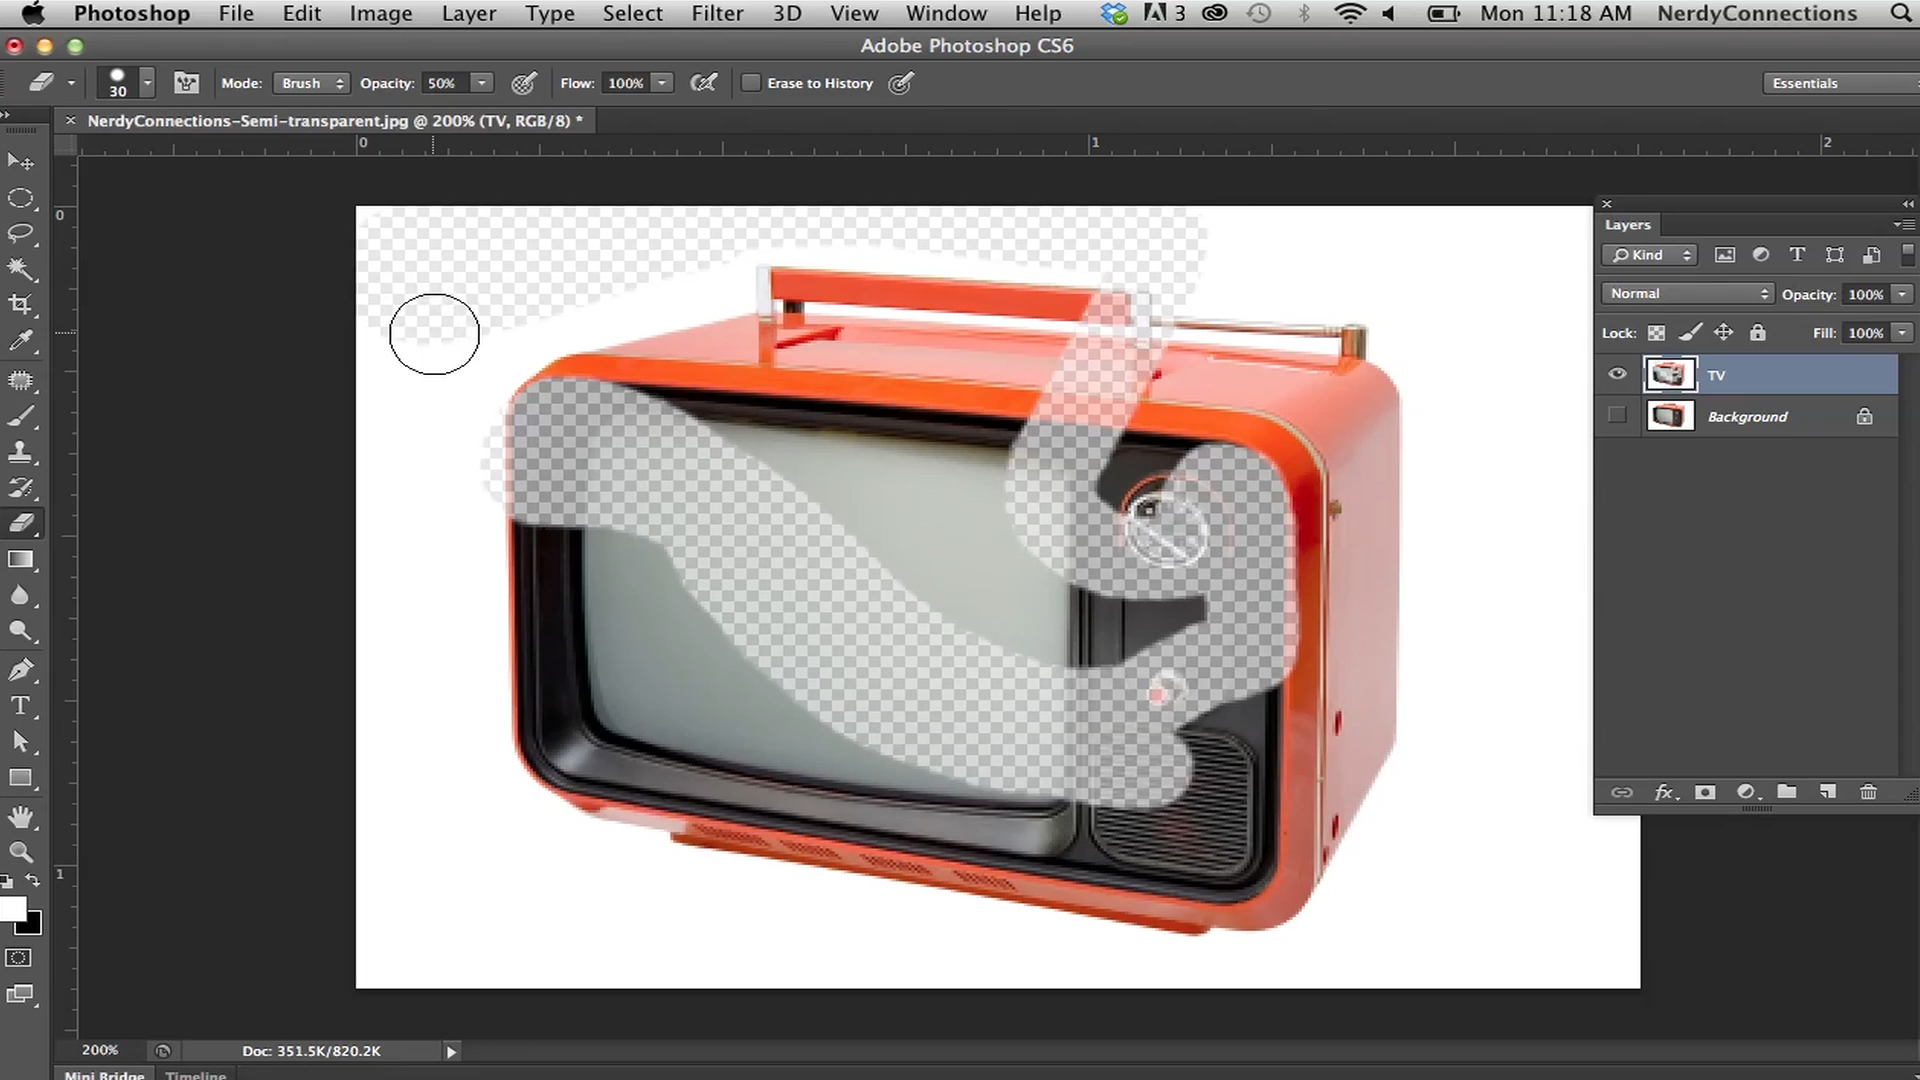 Photoshop File Edit Image Layer Type Select Filter 3D View Window Help 3 Mon 11:18 AM NerdyConnections
Adobe Photoshop CS6
30 Mode: Brush Opacity: 50% Flow: 100% Erase to History Essentials
× NerdyConnections-Semi-transparent.jpg @ 200% (TV, RGB/8) *
0 1 2
0
1
Layers
Kind
Normal Opacity: 100%
Lock: Fill: 100%
TV
Background
fx
T
200% Doc: 351.5K/820.2K
Mini Bridge Timeline